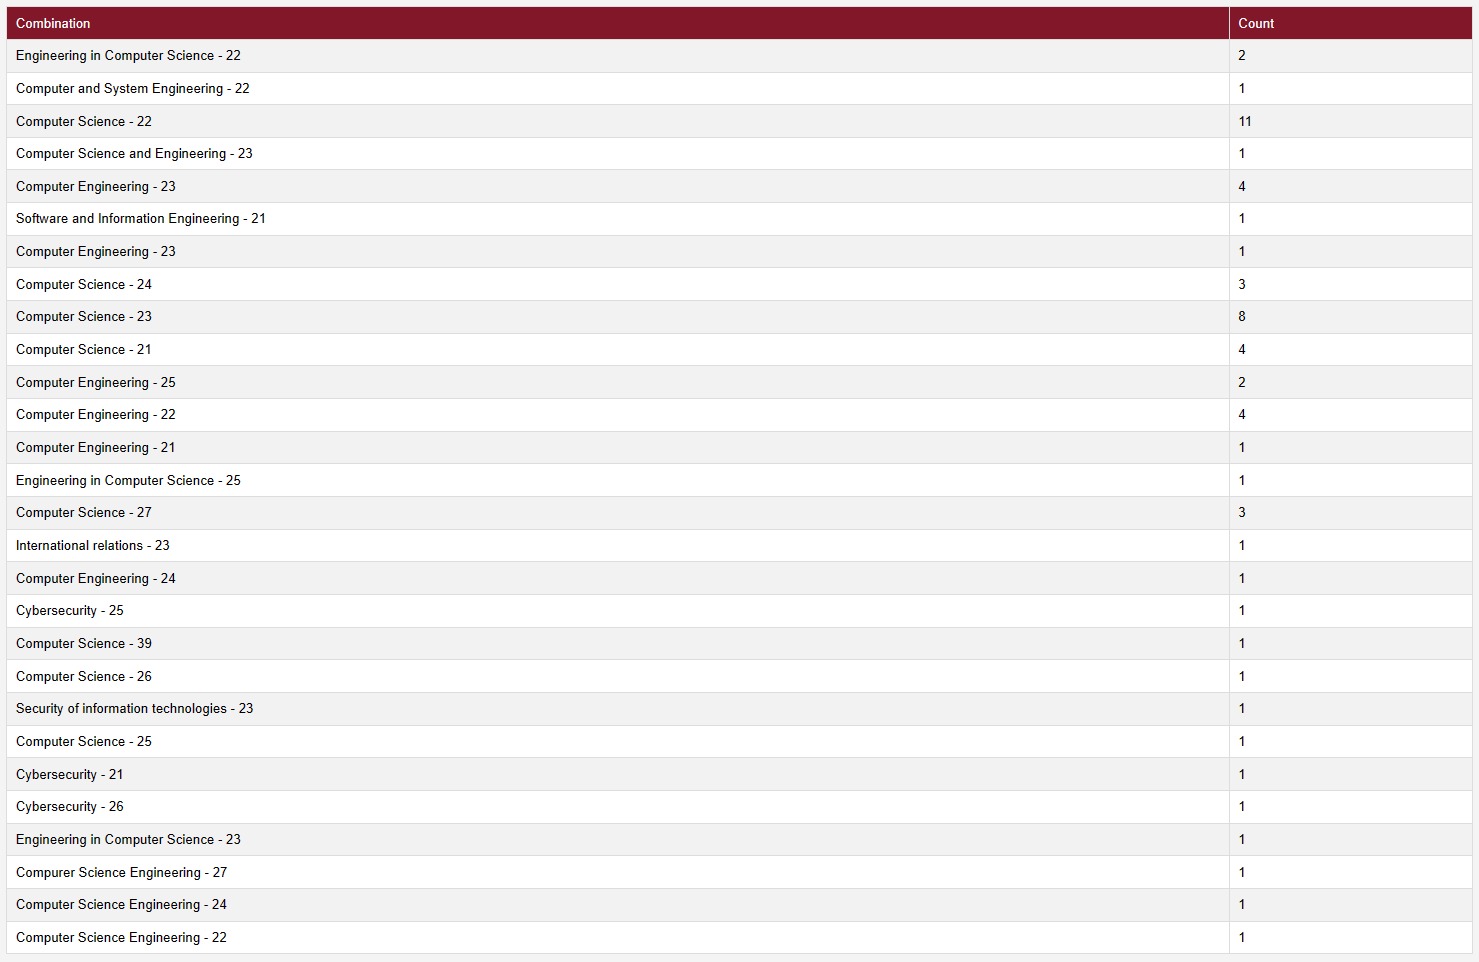 Combination Count
Engineering in Computer Science - 22 2
Computer and System Engineering - 22 1
Computer Science - 22 11
Computer Science and Engineering - 23 1
Computer Engineering - 23 4
Software and Information Engineering - 21 1
Computer Engineering - 23 1
Computer Science - 24 3
Computer Science - 23 8
Computer Science - 21 4
Computer Engineering - 25 2
Computer Engineering - 22 4
Computer Engineering - 21 1
Engineering in Computer Science - 25 1
Computer Science - 27 3
International relations - 23 1
Computer Engineering - 24 1
Cybersecurity - 25 1
Computer Science - 39 1
Computer Science - 26 1
Security of information technologies - 23 1
Computer Science - 25 1
Cybersecurity - 21 1
Cybersecurity - 26 1
Engineering in Computer Science - 23 1
Compurer Science Engineering - 27 1
Computer Science Engineering - 24 1
Computer Science Engineering - 22 1